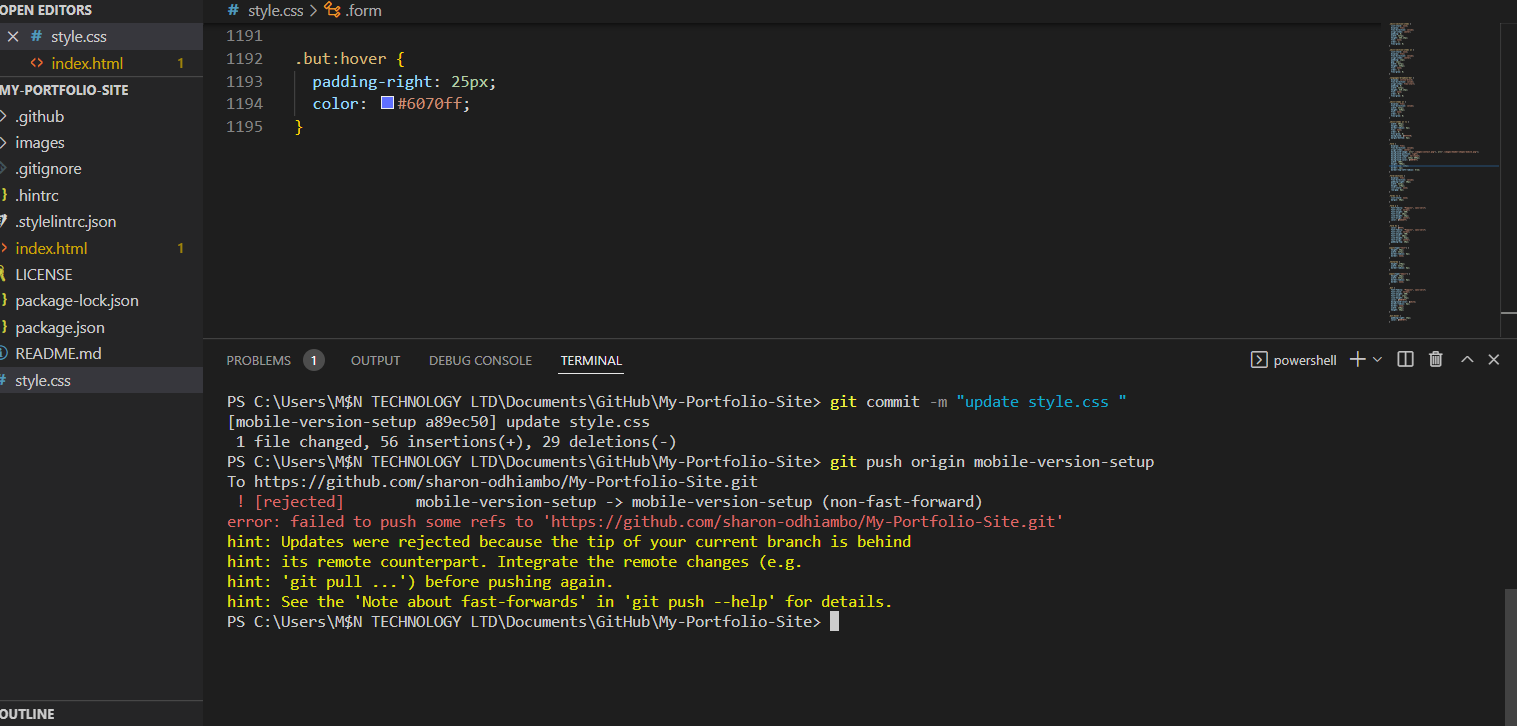 OPEN EDITORS
# style.css
<> index.html 1
MY-PORTFOLIO-SITE
.github
images
.gitignore
.hintrc
.stylelintrc.json
index.html 1
LICENSE
package-lock.json
package.json
README.md
style.css
OUTLINE
# style.css > .form
1191
1192 .but:hover {
1193 padding-right: 25px;
1194 color: #6070ff;
1195 }
PROBLEMS 1 OUTPUT DEBUG CONSOLE TERMINAL powershell
PS C:\Users\M$N TECHNOLOGY LTD\Documents\GitHub\My-Portfolio-Site> git commit -m "update style.css "
[mobile-version-setup a89ec50] update style.css
1 file changed, 56 insertions(+), 29 deletions(-)
PS C:\Users\M$N TECHNOLOGY LTD\Documents\GitHub\My-Portfolio-Site> git push origin mobile-version-setup
To https://github.com/sharon-odhiambo/My-Portfolio-Site.git
! [rejected] mobile-version-setup -> mobile-version-setup (non-fast-forward)
error: failed to push some refs to 'https://github.com/sharon-odhiambo/My-Portfolio-Site.git'
hint: Updates were rejected because the tip of your current branch is behind
hint: its remote counterpart. Integrate the remote changes (e.g.
hint: 'git pull ...') before pushing again.
hint: See the 'Note about fast-forwards' in 'git push --help' for details.
PS C:\Users\M$N TECHNOLOGY LTD\Documents\GitHub\My-Portfolio-Site>